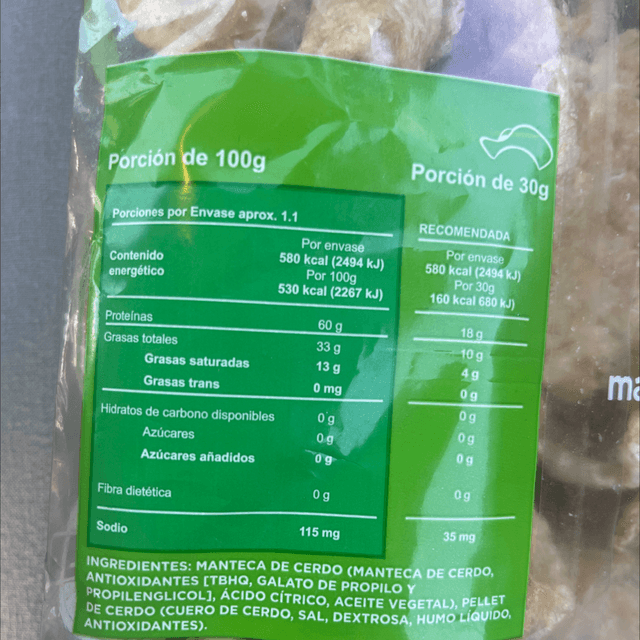 Porción de 100g
Porción de 30g
Porciones por Envase aprox. 1.1
RECOMENDADA
Contenido energético
Por envase
580 kcal (2494 kJ)
Por 100g
530 kcal (2267 kJ)
Por envase
580 kcal (2494 kJ)
Por 30g
160 kcal 680 kJ)
Proteínas 60 g 18 g
Grasas totales 33 g 10 g
Grasas saturadas 13 g 4 g
Grasas trans 0 mg 0 g
Hidratos de carbono disponibles 0 g 0 g
Azúcares 0 g 0 g
Azúcares añadidos 0 g 0 g
Fibra dietética 0 g 0 g
Sodio 115 mg 35 mg
INGREDIENTES: MANTECA DE CERDO (MANTECA DE CERDO,
ANTIOXIDANTES [TBHQ, GALATO DE PROPILO Y
PROPILENGLICOL], ÁCIDO CÍTRICO, ACEITE VEGETAL), PELLET
DE CERDO (CUERO DE CERDO, SAL, DEXTROSA, HUMO LÍQUIDO,
ANTIOXIDANTES).